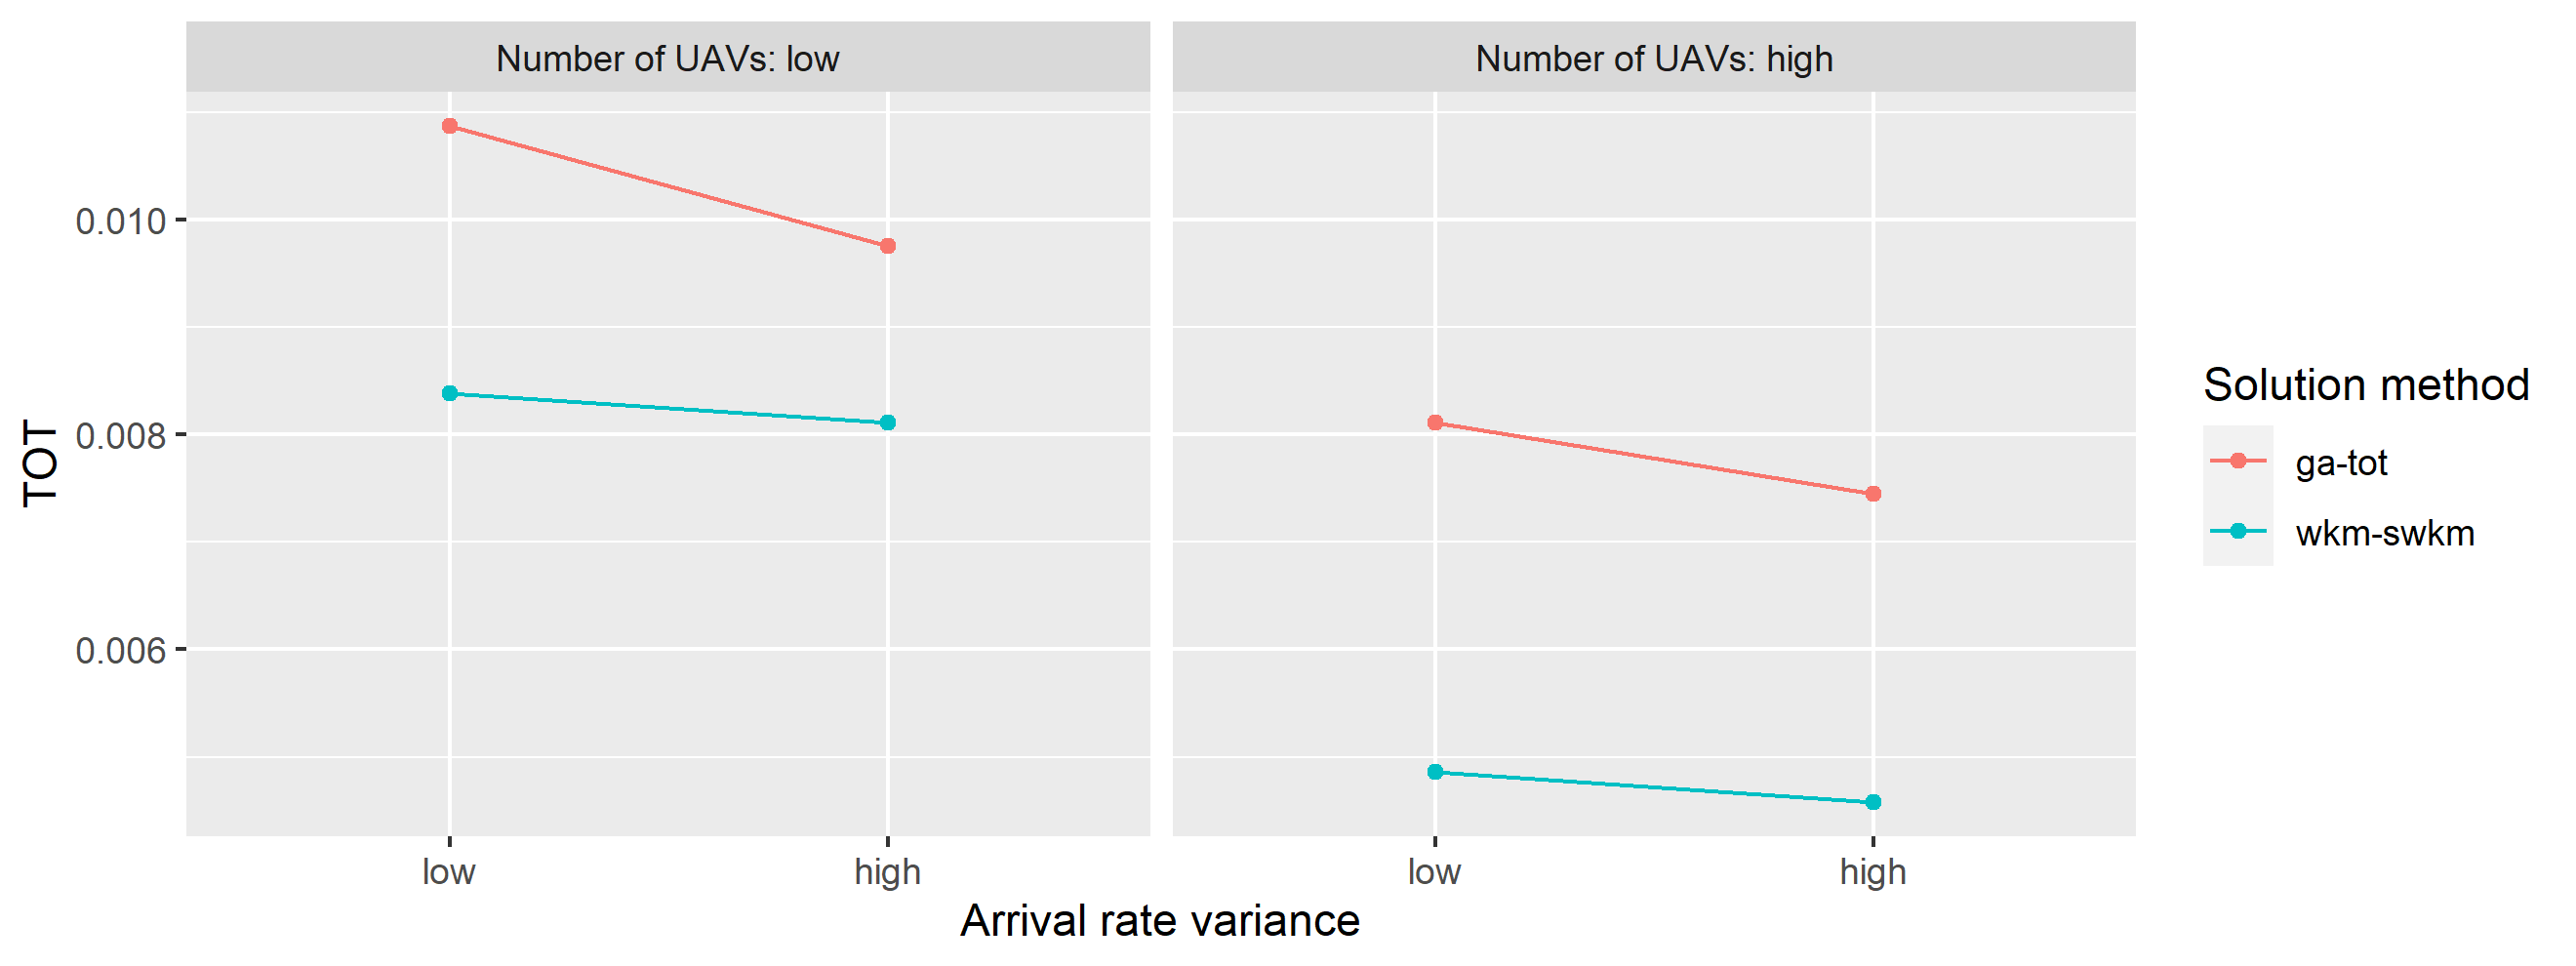 Number of UAVs: low
Number of UAVs: high
TOT
0.010
0.008
0.006
low
high
low
high
Arrival rate variance
Solution method
ga-tot
wkm-swkm